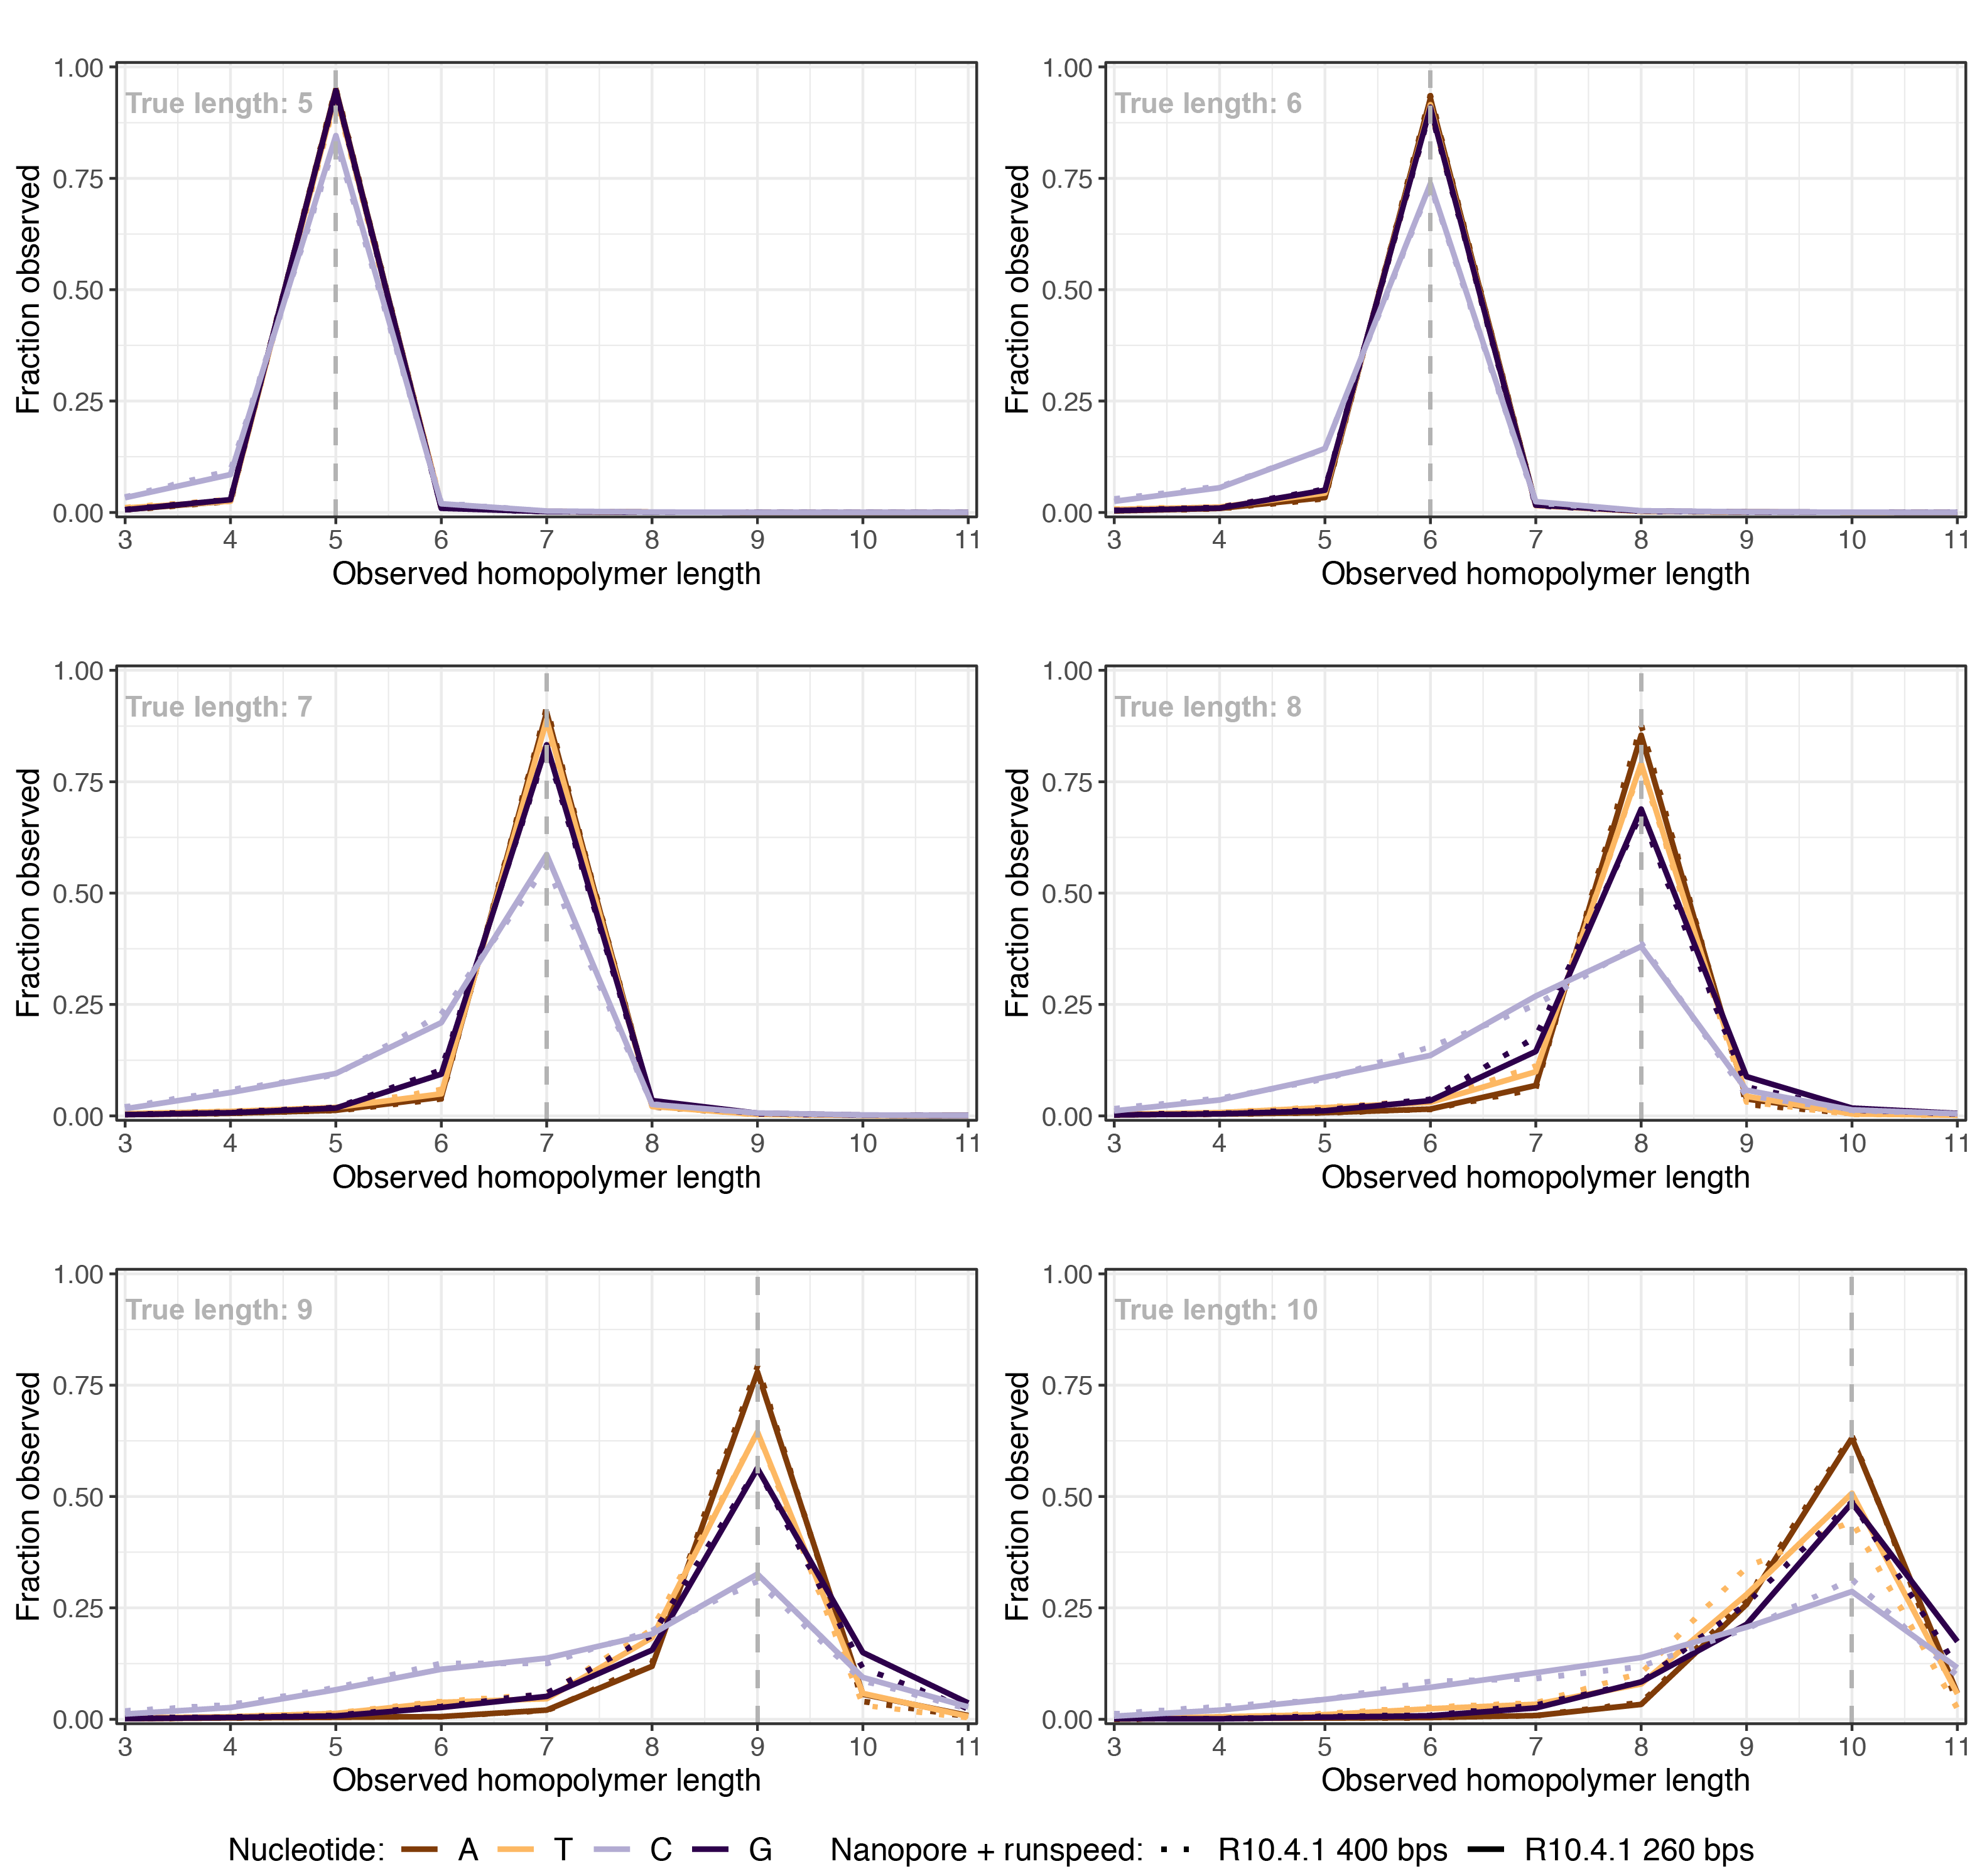 True length: 5
Fraction observed
1.00
0.75
0.50
0.25
0.00
3 4 5 6 7 8 9 10 11
Observed homopolymer length
True length: 6
Fraction observed
1.00
0.75
0.50
0.25
0.00
3 4 5 6 7 8 9 10 11
Observed homopolymer length
True length: 7
Fraction observed
1.00
0.75
0.50
0.25
0.00
3 4 5 6 7 8 9 10 11
Observed homopolymer length
True length: 8
Fraction observed
1.00
0.75
0.50
0.25
0.00
3 4 5 6 7 8 9 10 11
Observed homopolymer length
True length: 9
Fraction observed
1.00
0.75
0.50
0.25
0.00
3 4 5 6 7 8 9 10 11
Observed homopolymer length
True length: 10
Fraction observed
1.00
0.75
0.50
0.25
0.00
3 4 5 6 7 8 9 10 11
Observed homopolymer length
Nucleotide: A T C G Nanopore + runspeed: R10.4.1 400 bps R10.4.1 260 bps